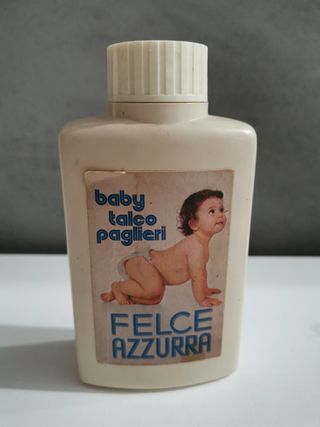 baby
talco
paglieri
FELCE
AZZURRA